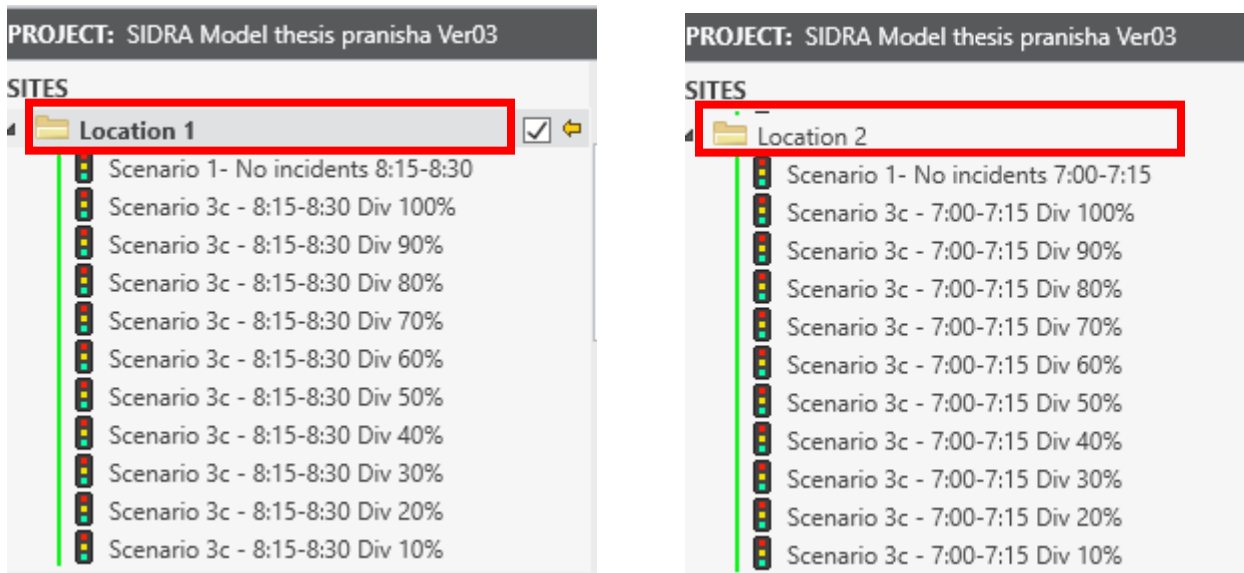 PROJECT: SIDRA Model thesis pranisha Ver03
SITES
Location 1
Scenario 1- No incidents 8:15-8:30
Scenario 3c - 8:15-8:30 Div 100%
Scenario 3c - 8:15-8:30 Div 90%
Scenario 3c - 8:15-8:30 Div 80%
Scenario 3c - 8:15-8:30 Div 70%
Scenario 3c - 8:15-8:30 Div 60%
Scenario 3c - 8:15-8:30 Div 50%
Scenario 3c - 8:15-8:30 Div 40%
Scenario 3c - 8:15-8:30 Div 30%
Scenario 3c - 8:15-8:30 Div 20%
Scenario 3c - 8:15-8:30 Div 10%
PROJECT: SIDRA Model thesis pranisha Ver03
SITES
Location 2
Scenario 1- No incidents 7:00-7:15
Scenario 3c - 7:00-7:15 Div 100%
Scenario 3c - 7:00-7:15 Div 90%
Scenario 3c - 7:00-7:15 Div 80%
Scenario 3c - 7:00-7:15 Div 70%
Scenario 3c - 7:00-7:15 Div 60%
Scenario 3c - 7:00-7:15 Div 50%
Scenario 3c - 7:00-7:15 Div 40%
Scenario 3c - 7:00-7:15 Div 30%
Scenario 3c - 7:00-7:15 Div 20%
Scenario 3c - 7:00-7:15 Div 10%